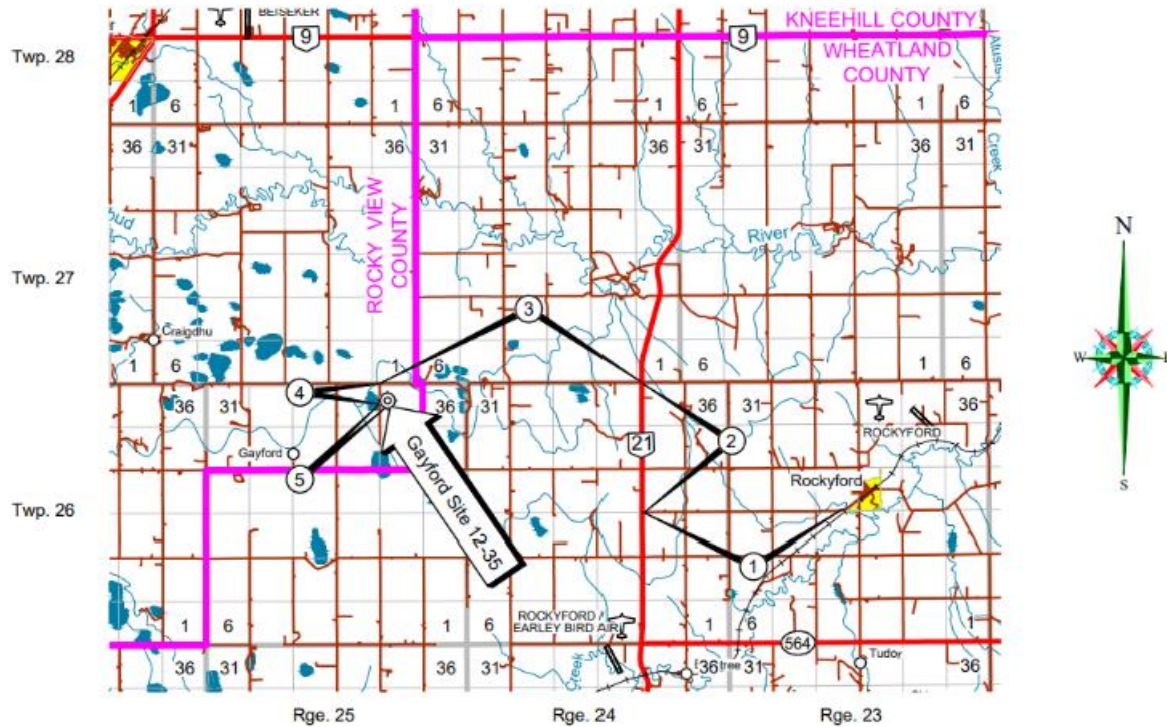 BEISEKER
KNEEHILL COUNTY
Twp. 28
9
9
WHEATLAND
COUNTY
1 6
1 6
1 6
1 6
36 31
36 31
36 31
36 31
Creek
ROCKY VIEW
COUNTY
River
Twp. 27
N
W
S
3
Craigdhu
1 6
1 6
1 6
1 6
4
36 31
36 31
36 31
36
ROCKYFORD
2
21
Gayford
Rockyford
5
Gayford Site 12-35
Twp. 26
1
ROCKYFORD /
EARLEY BIRD AIR
1 6
1 6
1 6
1
564
36 31
36 31
36 31
36
Tudor
Creek
Rge. 25
Rge. 24
Rge. 23